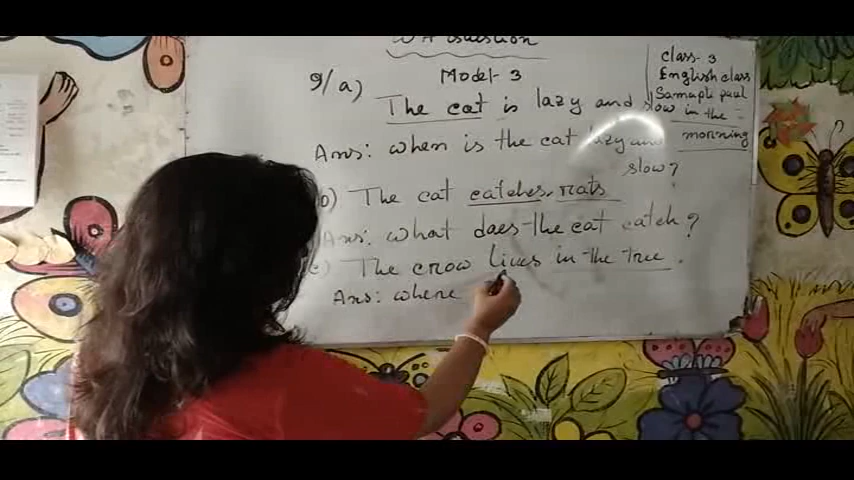 WH question
Model-3
class-3
English class
Samapti paul
9/a) The cat is lazy and slow in the morning
Ans: when is the cat lazy and slow?
b) The cat catches rats
Ans: what does the cat catch?
c) The crow lives in the tree.
Ans: where